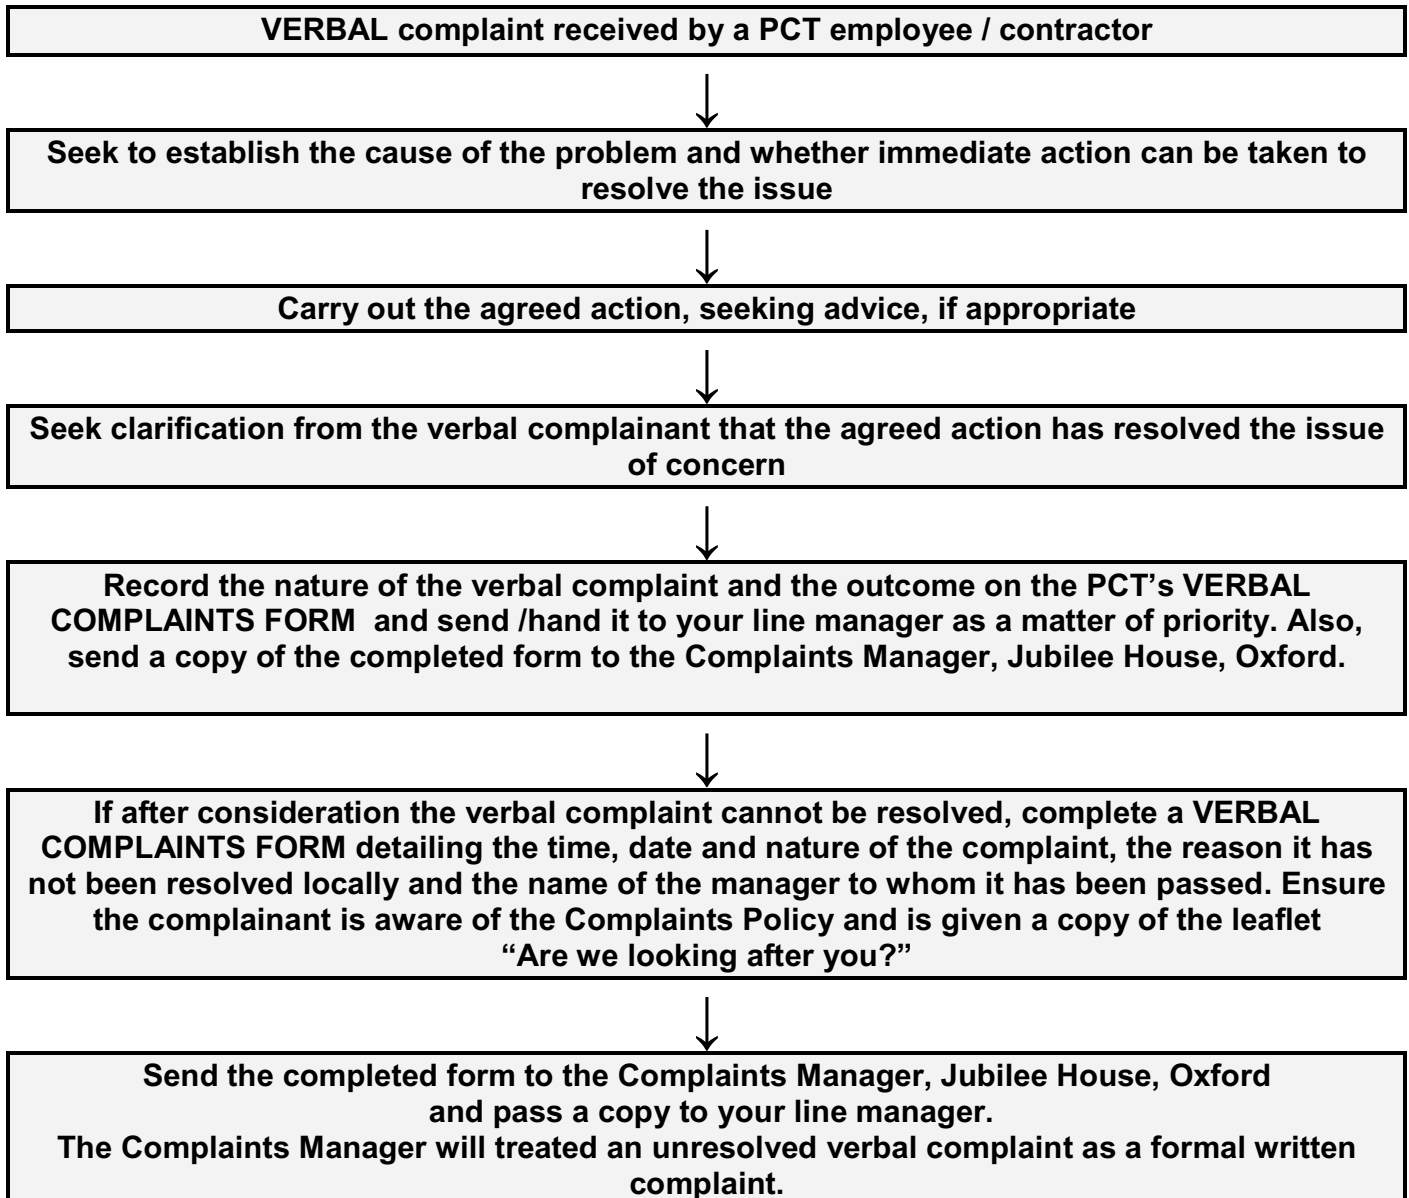 VERBAL complaint received by a PCT employee / contractor
Seek to establish the cause of the problem and whether immediate action can be taken to
resolve the issue
Carry out the agreed action, seeking advice, if appropriate
Seek clarification from the verbal complainant that the agreed action has resolved the issue
of concern
Record the nature of the verbal complaint and the outcome on the PCT’s VERBAL
COMPLAINTS FORM  and send /hand it to your line manager as a matter of priority. Also,
send a copy of the completed form to the Complaints Manager, Jubilee House, Oxford.
If after consideration the verbal complaint cannot be resolved, complete a VERBAL
COMPLAINTS FORM detailing the time, date and nature of the complaint, the reason it has
not been resolved locally and the name of the manager to whom it has been passed. Ensure
the complainant is aware of the Complaints Policy and is given a copy of the leaflet
“Are we looking after you?”
Send the completed form to the Complaints Manager, Jubilee House, Oxford
and pass a copy to your line manager.
The Complaints Manager will treated an unresolved verbal complaint as a formal written
complaint.